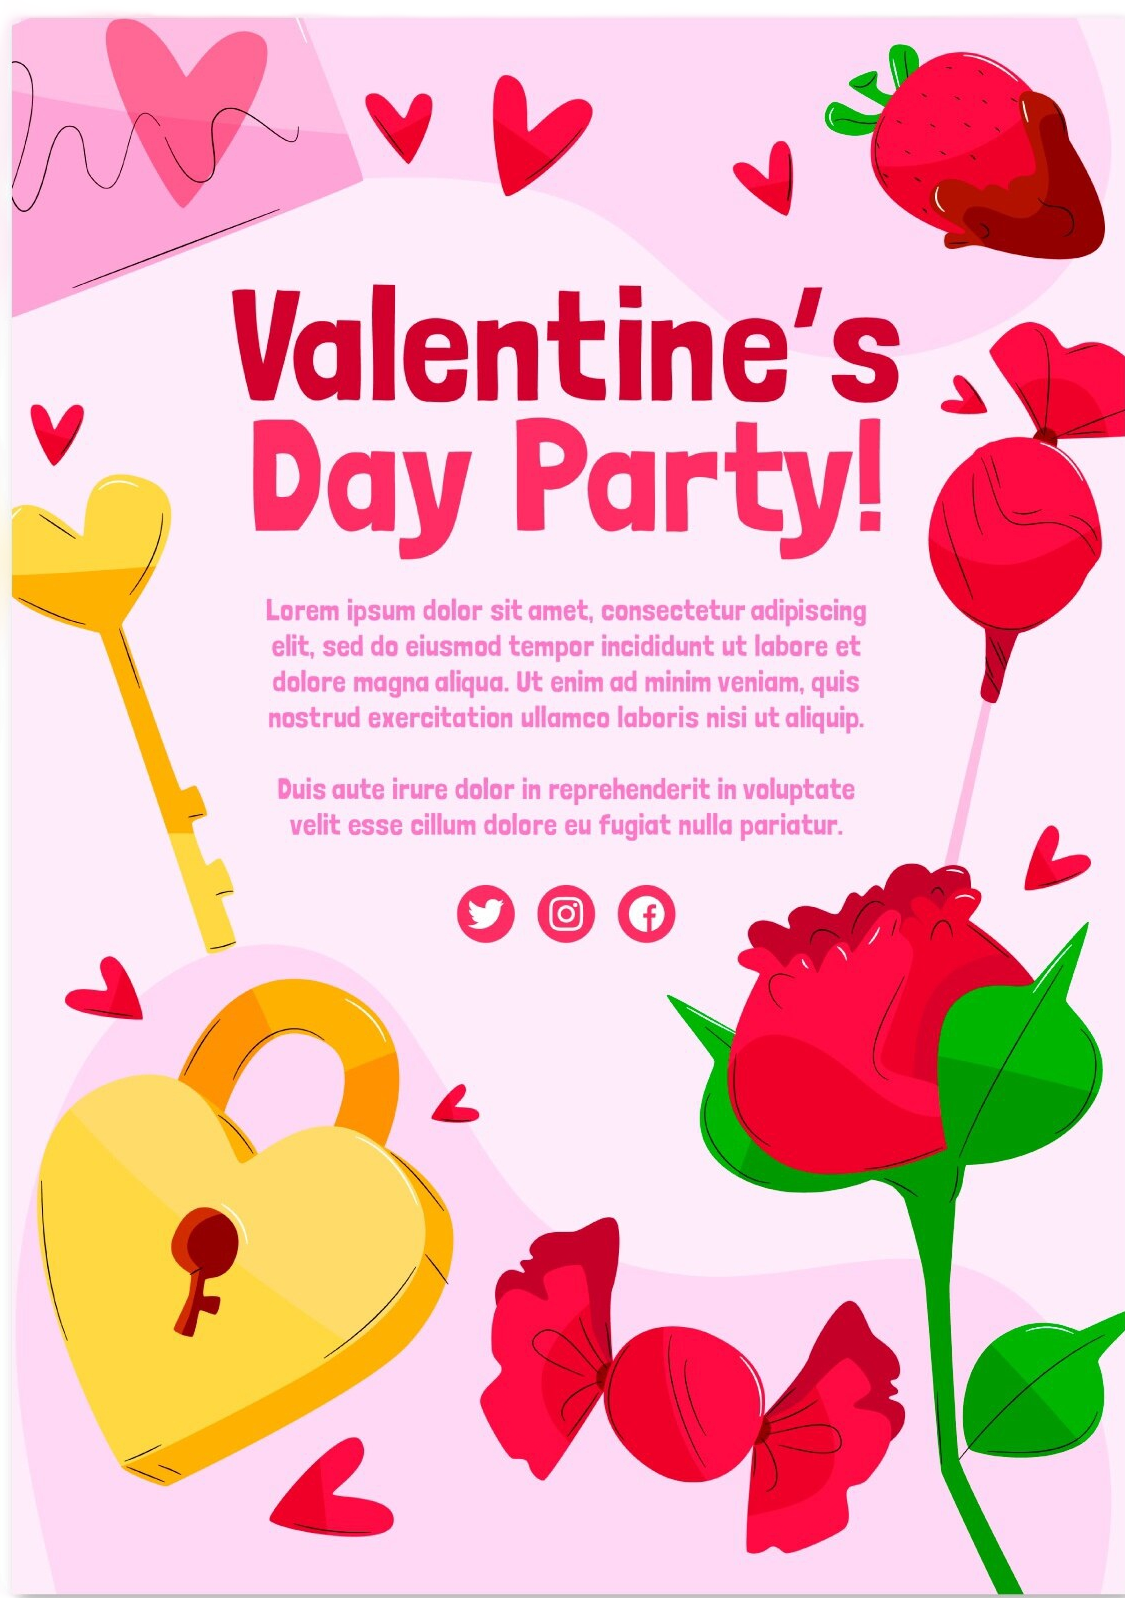 Valentine's
Day Party!
Lorem ipsum dolor sit amet, consectetur adipiscing
elit, sed do eiusmod tempor incididunt ut labore et
dolore magna aliqua. Ut enim ad minim veniam, quis
nostrud exercitation ullamco laboris nisi ut aliquip.
Duis aute irure dolor in reprehenderit in voluptate
velit esse cillum dolore eu fugiat nulla pariatur.